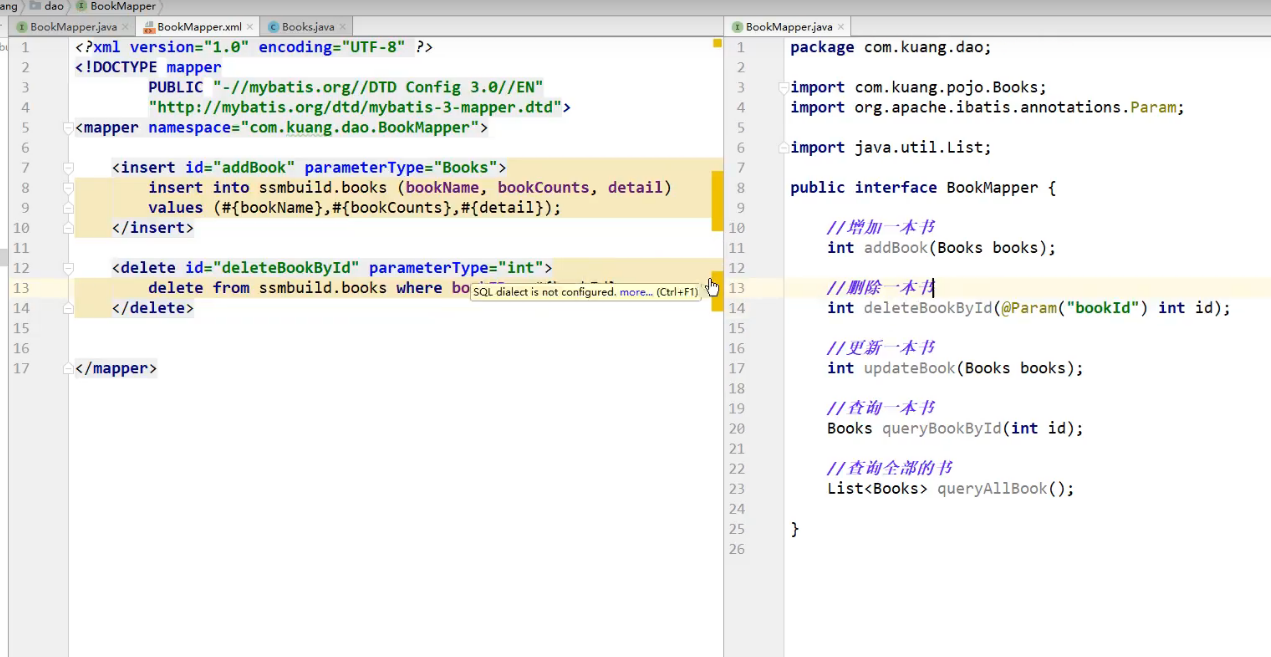 ang dao BookMapper
BookMapper.java BookMapper.xml Books.java
1 <?xml version="1.0" encoding="UTF-8" ?>
2 <!DOCTYPE mapper
3 PUBLIC "-//mybatis.org//DTD Config 3.0//EN"
4 "http://mybatis.org/dtd/mybatis-3-mapper.dtd">
5 <mapper namespace="com.kuang.dao.BookMapper">
6
7 <insert id="addBook" parameterType="Books">
8 insert into ssmbuild.books (bookName, bookCounts, detail)
9 values (#{bookName},#{bookCounts},#{detail});
10 </insert>
11
12 <delete id="deleteBookById" parameterType="int">
13 delete from ssmbuild.books where
SQL dialect is not configured. more... (Ctrl+F1)
14 </delete>
15
16
17 </mapper>
BookMapper.java
1 package com.kuang.dao;
2
3 import com.kuang.pojo.Books;
4 import org.apache.ibatis.annotations.Param;
5
6 import java.util.List;
7
8 public interface BookMapper {
9
10 //增加一本书
11 int addBook(Books books);
12
13 //删除一本书
14 int deleteBookById(@Param("bookId") int id);
15
16 //更新一本书
17 int updateBook(Books books);
18
19 //查询一本书
20 Books queryBookById(int id);
21
22 //查询全部的书
23 List<Books> queryAllBook();
24
25 }
26